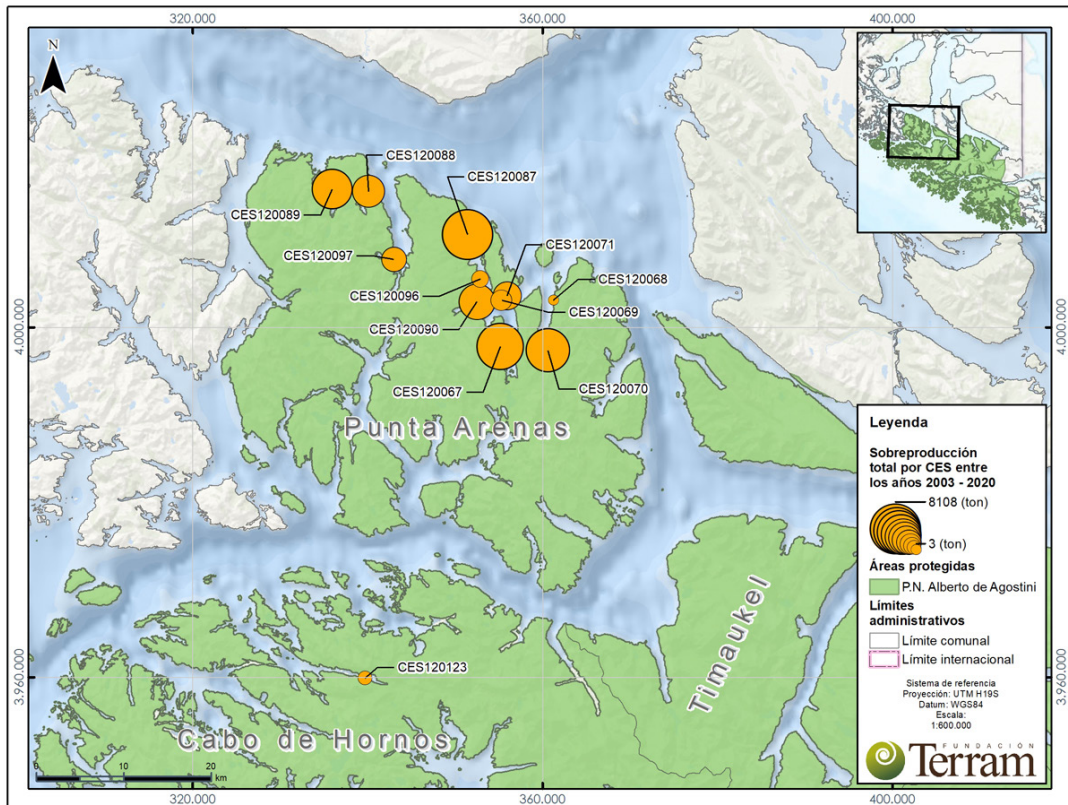 320.000
360.000
400.000
N
CES120088
CES120087
CES120089
CES120071
CES120097
CES120068
CES120096
CES120069
CES120090
4.000.000
4.000.000
CES120067
CES120070
Punta Arenas
Timaukel
3.960.000
3.960.000
CES120123
Cabo de Hornos
0
10
20
km
320.000
360.000
400.000
Leyenda
Sobreproducción
total por CES entre
los años 2003 - 2020
8108 (ton)
3 (ton)
Áreas protegidas
P.N. Alberto de Agostini
Límites
administrativos
Límite comunal
Límite internacional
Sistema de referencia
Proyección: UTM H19S
Datum: WGS84
Escala:
1:600.000
FUNDACIÓN
Terram